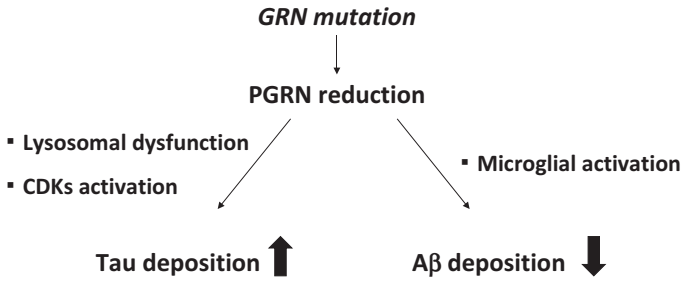 GRN mutation
PGRN reduction
▪ Lysosomal dysfunction
▪ CDKs activation
▪ Microglial activation
Tau deposition
Aβ deposition